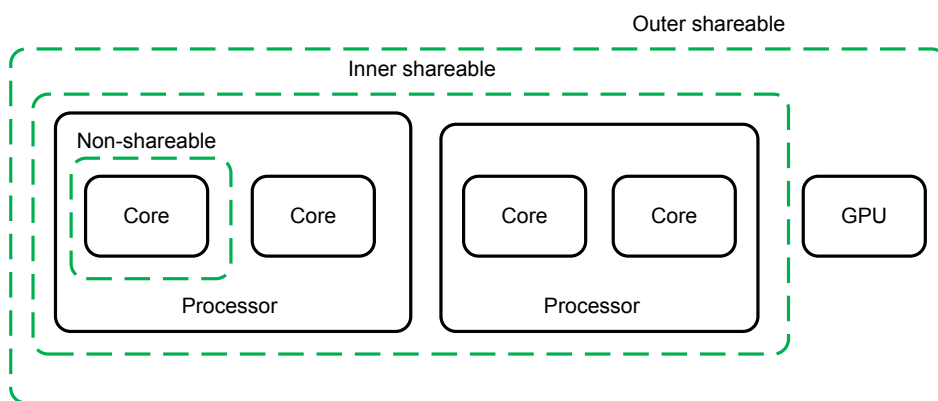 Outer shareable
Inner shareable
Non-shareable
Core
Core
Core
Core
GPU
Processor
Processor